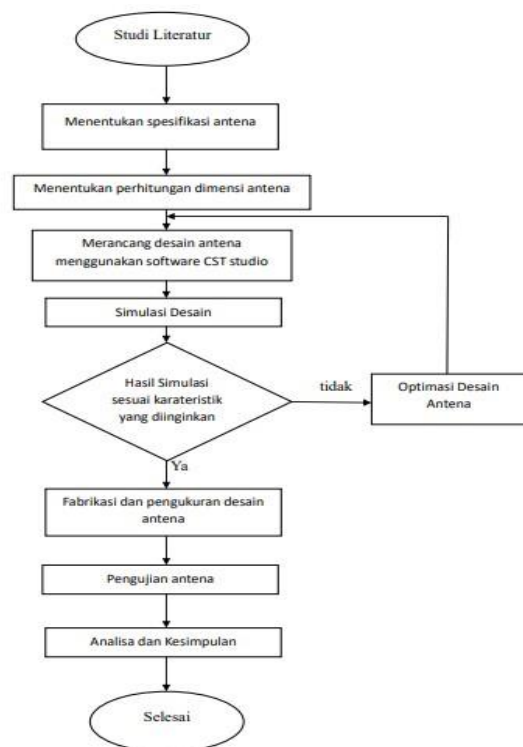 Studi Literatur
Menentukan spesifikasi antena
Menentukan perhitungan dimensi antena
Merancang desain antena
menggunakan software CST studio
Simulasi Desain
Hasil Simulasi
sesuai karateristik
yang diinginkan
tidak
Optimasi Desain
Antena
Ya
Fabrikasi dan pengukuran desain
antena
Pengujian antena
Analisa dan Kesimpulan
Selesai